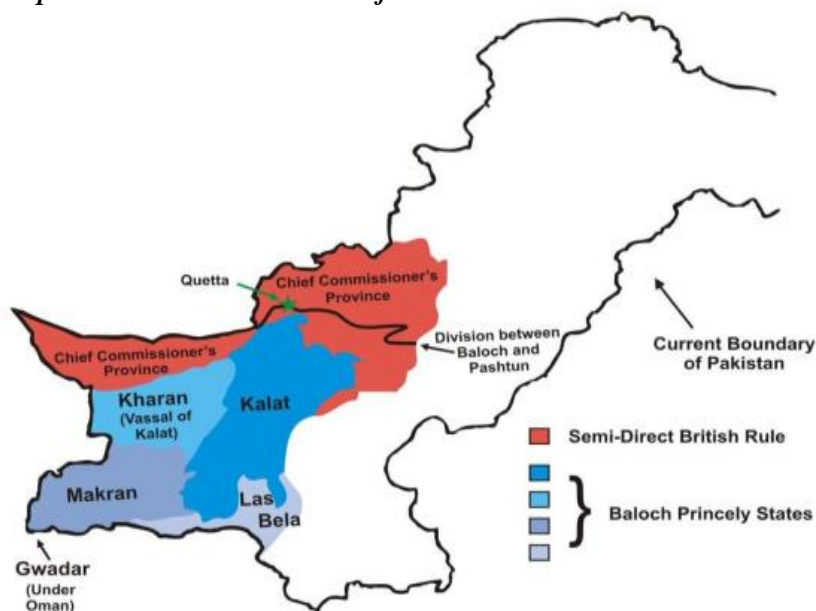 Quetta
Chief Commissioner's
Province
Chief Commissioner's
Province
Division between
Baloch and
Pashtun
Current Boundary
of Pakistan
Kharan
(Vassal of
Kalat)
Kalat
Makran
Las
Bela
Gwadar
(Under
Oman)
Semi-Direct British Rule
Baloch Princely States